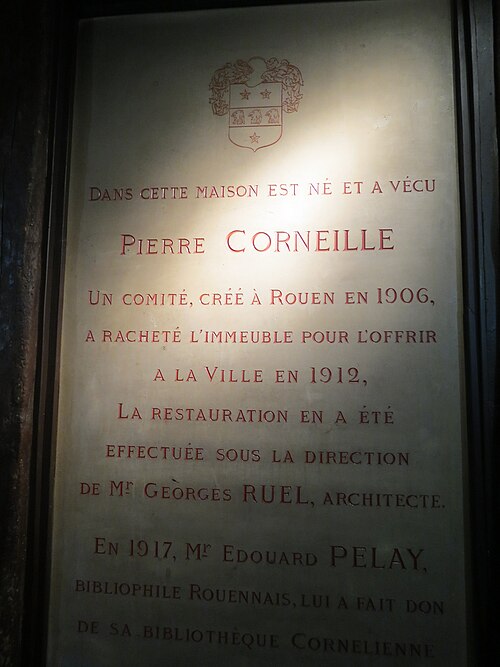 DANS CETTE MAISON EST NÉ ET A VÉCU
PIERRE CORNEILLE
UN COMITÉ, CRÉÉ À ROUEN EN 1906,
A RACHETÉ L'IMMEUBLE POUR L'OFFRIR
A LA VILLE EN 1912,
LA RESTAURATION EN A ÉTÉ
EFFECTUÉE SOUS LA DIRECTION
DE Mr GEORGES RUEL, ARCHITECTE.
EN 1917, Mr EDOUARD PELAY,
BIBLIOPHILE ROUENNAIS, LUI A FAIT DON
DE SA BIBLIOTHÈQUE CORNELIENNE